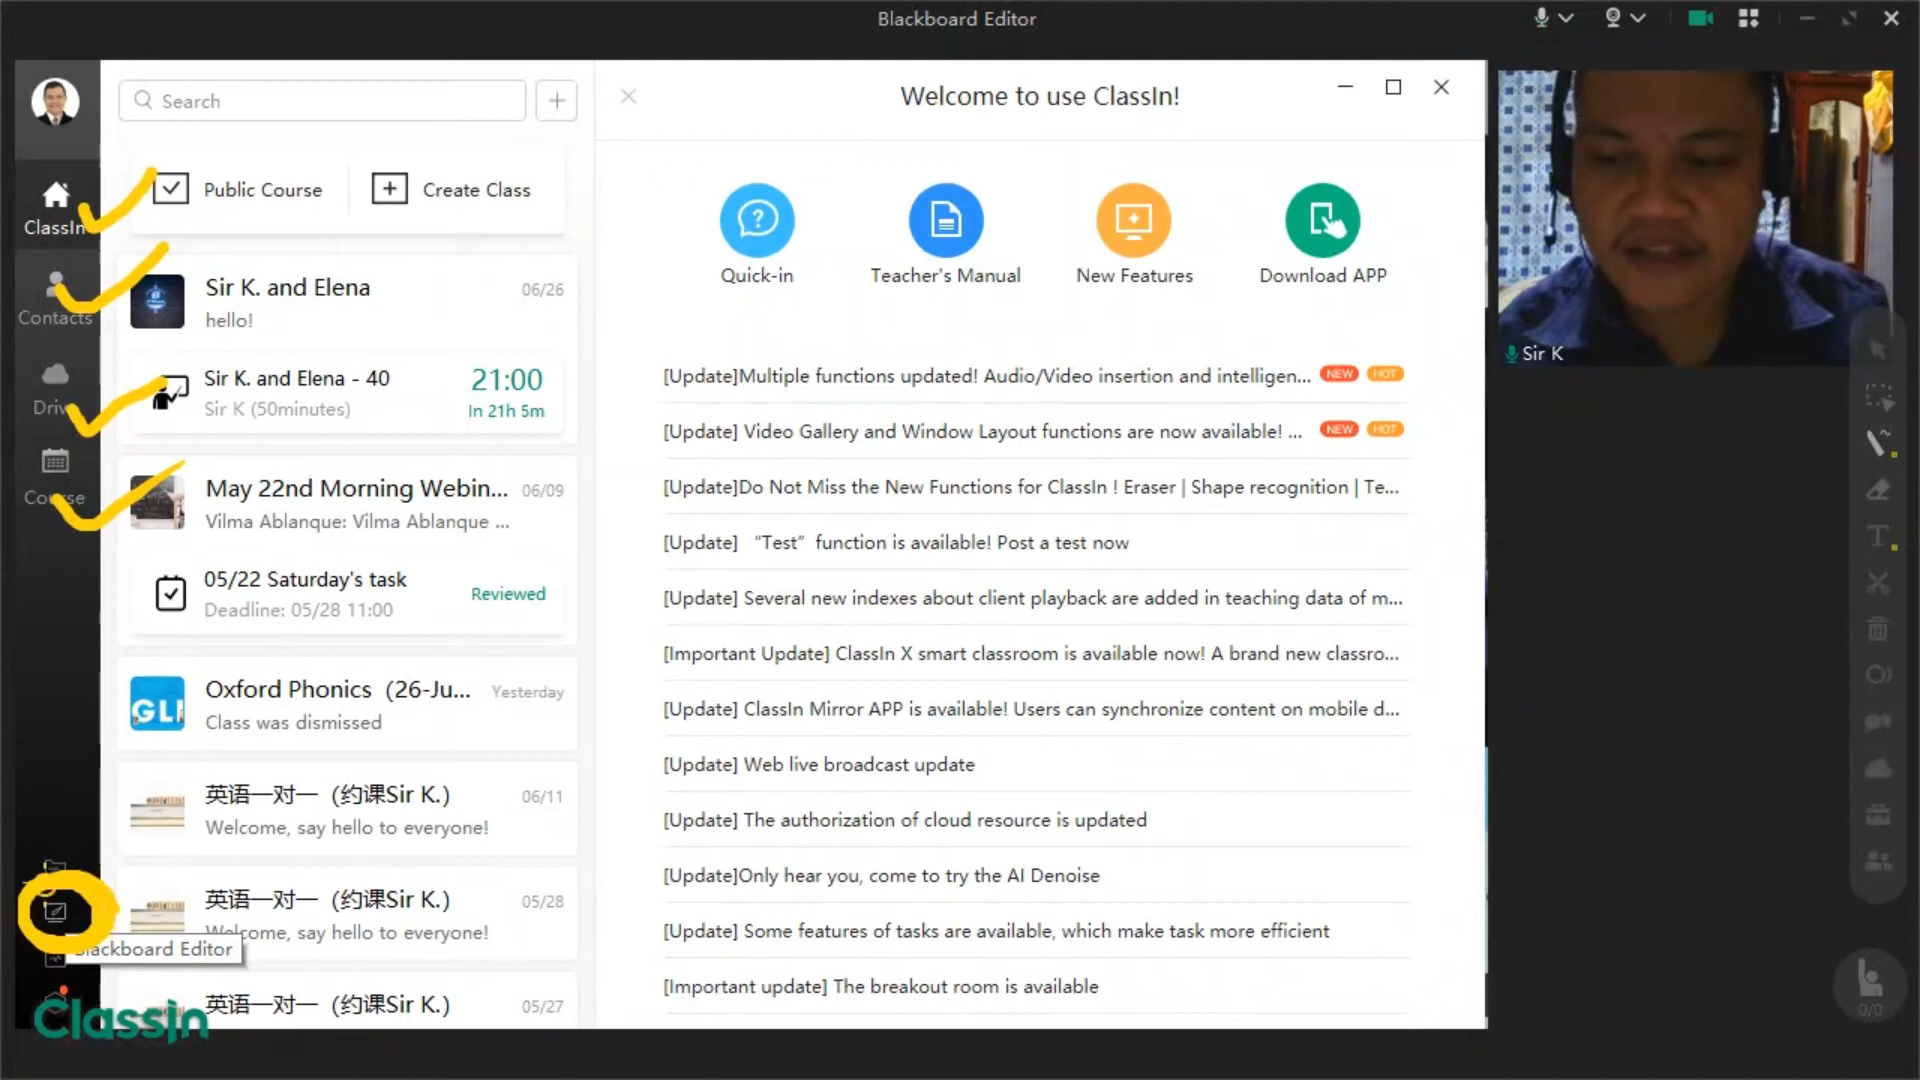 Blackboard Editor
Search
Welcome to use ClassIn!
ClassIn
Contacts
Course
Public Course
Create Class
Sir K. and Elena
06/26
hello!
Sir K. and Elena - 40
21:00
Sir K (50minutes)
In 21h 5m
May 22nd Morning Webin...
06/09
Vilma Ablanque: Vilma Ablanque ...
05/22 Saturday's task
Reviewed
Deadline: 05/28 11:00
Oxford Phonics (26-Ju...
Yesterday
Class was dismissed
GLI
英语一对一 (约课Sir K.)
06/11
Welcome, say hello to everyone!
英语一对一 (约课Sir K.)
05/28
Welcome, say hello to everyone!
Blackboard Editor
英语一对一 (约课Sir K.)
05/27
ClassIn
Quick-in
Teacher's Manual
New Features
Download APP
[Update]Multiple functions updated! Audio/Video insertion and intelligen... NEW HOT
[Update] Video Gallery and Window Layout functions are now available! ... NEW HOT
[Update]Do Not Miss the New Functions for ClassIn ! Eraser | Shape recognition | Te...
[Update] “Test” function is available! Post a test now
[Update] Several new indexes about client playback are added in teaching data of m...
[Important Update] ClassIn X smart classroom is available now! A brand new classro...
[Update] ClassIn Mirror APP is available! Users can synchronize content on mobile d...
[Update] Web live broadcast update
[Update] The authorization of cloud resource is updated
[Update]Only hear you, come to try the AI Denoise
[Update] Some features of tasks are available, which make task more efficient
[Important update] The breakout room is available
Sir K
0/0